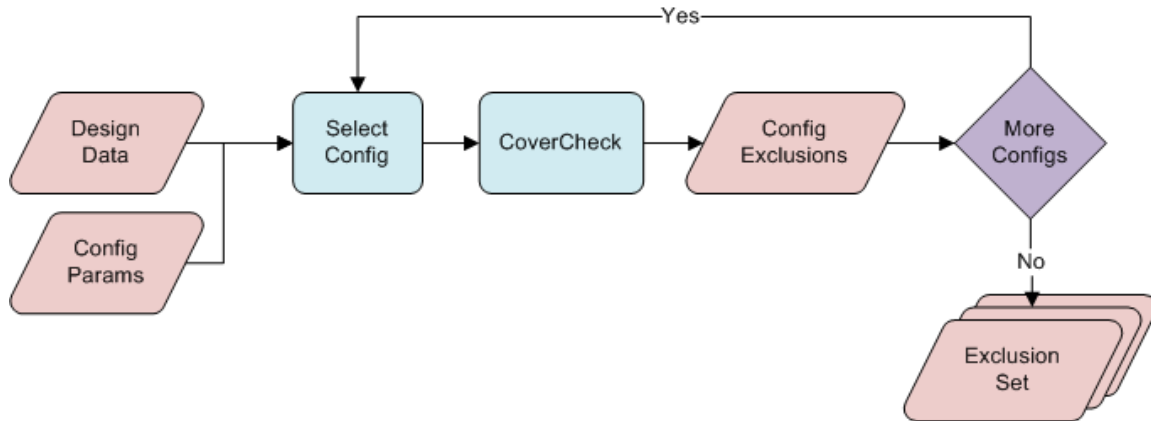 Yes
Design
Data
Select
Config
CoverCheck
Config
Exclusions
More
Configs
Config
Params
No
Exclusion
Set